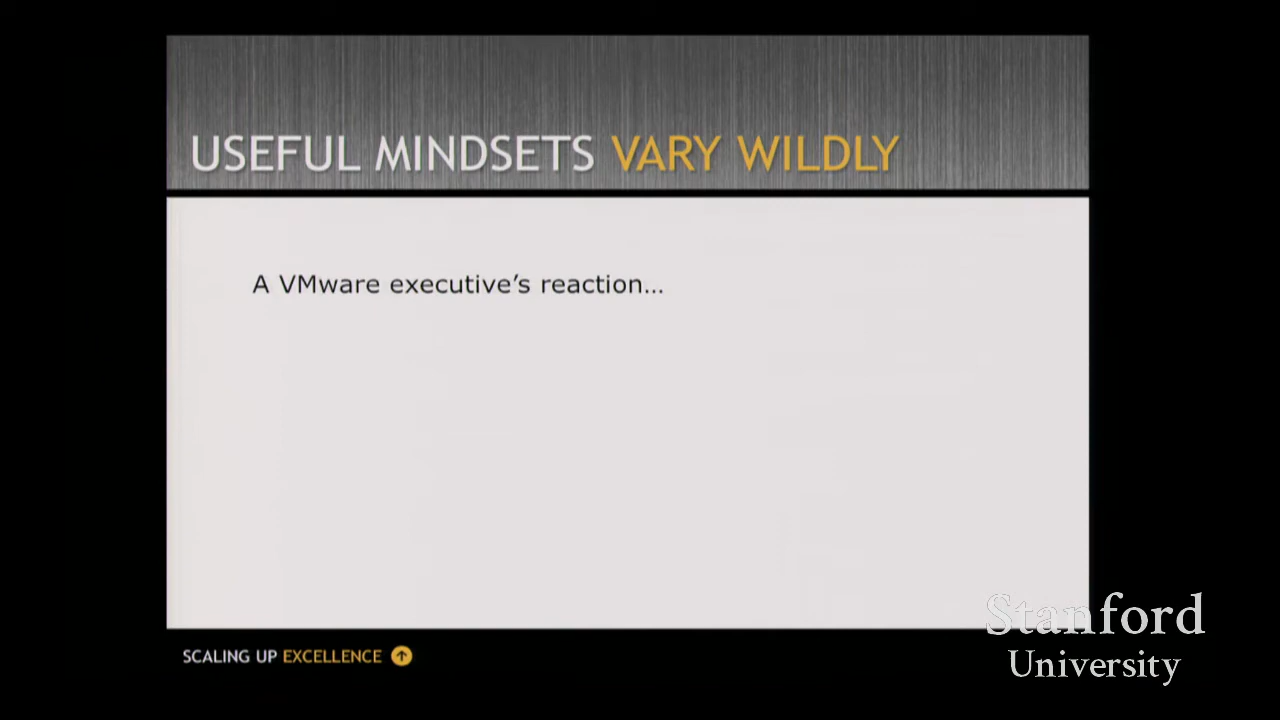 USEFUL MINDSETS VARY WILDLY
A VMware executive’s reaction...
SCALING UP EXCELLENCE
Stanford
University